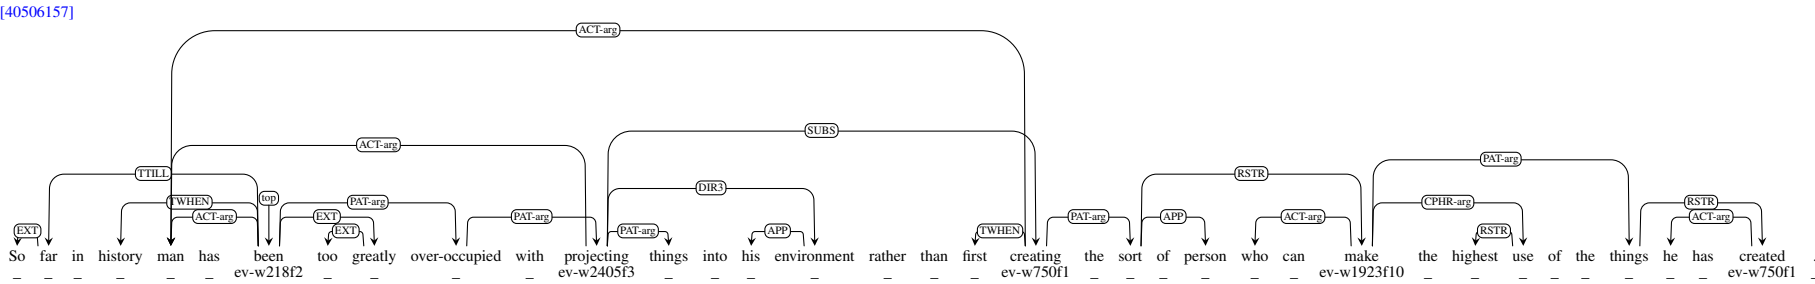 [40506157]
ACT-arg
SUBS
ACT-arg
PAT-arg
TTILL RSTR
DIR3
top
TWHEN PAT-arg CPHR-arg RSTR
ACT-arg EXT PAT-arg PAT-arg APP ACT-arg ACT-arg
EXT EXT PAT-arg APP TWHEN RSTR
So far in history man has been too greatly over-occupied with projecting things into his environment rather than first creating the sort of person who can make the highest use of the things he has created .
_ _ _ _ _ _ ev-w218f2 _ _ _ _ ev-w2405f3 _ _ _ _ _ _ _ ev-w750f1 _ _ _ _ _ _ ev-w1923f10 _ _ _ _ _ _ _ _ ev-w750f1 _